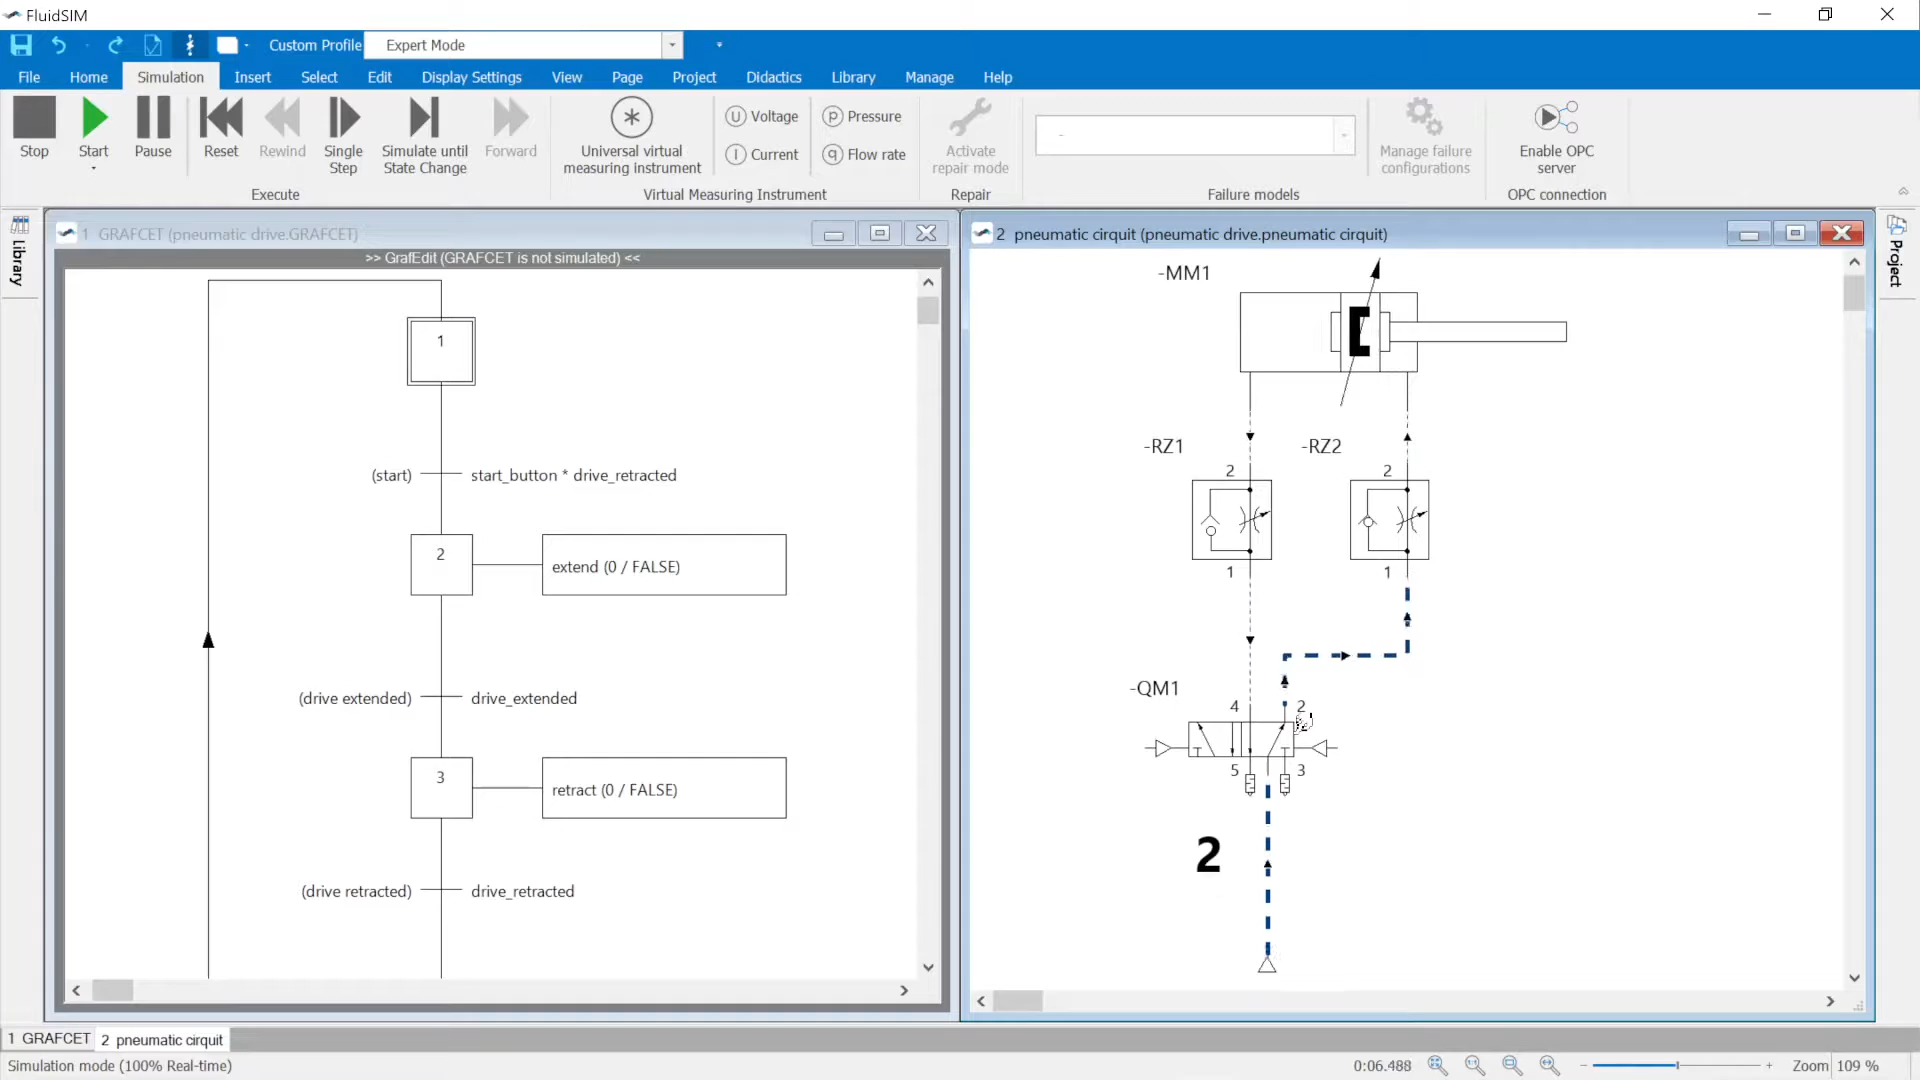 FluidSIM
Custom Profile
Expert Mode
File
Home
Simulation
Insert
Select
Edit
Display Settings
View
Page
Project
Didactics
Library
Manage
Help
Stop
Start
Pause
Reset
Rewind
Single
Step
Simulate until
State Change
Forward
Execute
Universal virtual
measuring instrument
U Voltage
I Current
p Pressure
q Flow rate
Virtual Measuring Instrument
Activate
repair mode
Repair
-
Manage failure
configurations
Failure models
Enable OPC
server
OPC connection
Library
1 GRAFCET (pneumatic drive.GRAFCET)
>> GrafEdit (GRAFCET is not simulated) <<
1
(start)
start_button * drive_retracted
2
extend (0 / FALSE)
(drive extended)
drive_extended
3
retract (0 / FALSE)
(drive retracted)
drive_retracted
2 pneumatic cirquit (pneumatic drive.pneumatic cirquit)
-MM1
-RZ1
-RZ2
2
2
1
1
-QM1
4
2
5
3
2
Project
1 GRAFCET
2 pneumatic cirquit
Simulation mode (100% Real-time)
0:06.488
Zoom
109 %